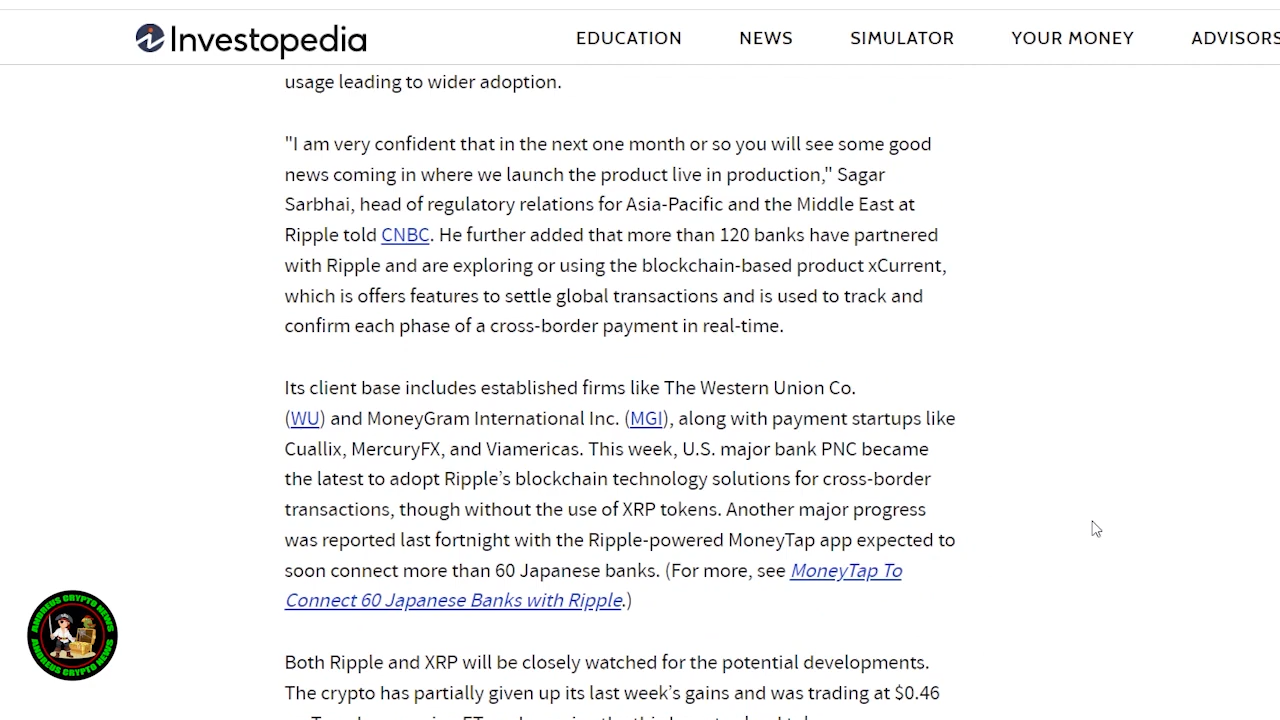 Investopedia
EDUCATION NEWS SIMULATOR YOUR MONEY ADVISORS
usage leading to wider adoption.
"I am very confident that in the next one month or so you will see some good
news coming in where we launch the product live in production," Sagar
Sarbhai, head of regulatory relations for Asia-Pacific and the Middle East at
Ripple told CNBC. He further added that more than 120 banks have partnered
with Ripple and are exploring or using the blockchain-based product xCurrent,
which is offers features to settle global transactions and is used to track and
confirm each phase of a cross-border payment in real-time.
Its client base includes established firms like The Western Union Co.
(WU) and MoneyGram International Inc. (MGI), along with payment startups like
Cuallix, MercuryFX, and Viamericas. This week, U.S. major bank PNC became
the latest to adopt Ripple’s blockchain technology solutions for cross-border
transactions, though without the use of XRP tokens. Another major progress
was reported last fortnight with the Ripple-powered MoneyTap app expected to
soon connect more than 60 Japanese banks. (For more, see MoneyTap To
Connect 60 Japanese Banks with Ripple.)
Both Ripple and XRP will be closely watched for the potential developments.
The crypto has partially given up its last week’s gains and was trading at $0.46
ANDREUS CRYPTO NEWS
ANDREUS CRYPTO NEWS